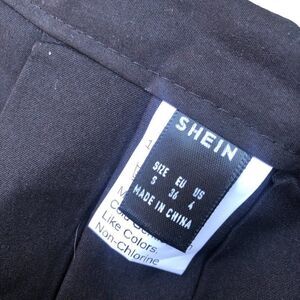 SHEIN
SIZE EU US
S 36 4
MADE IN CHINA
Like Colors,
Non-Chlorine